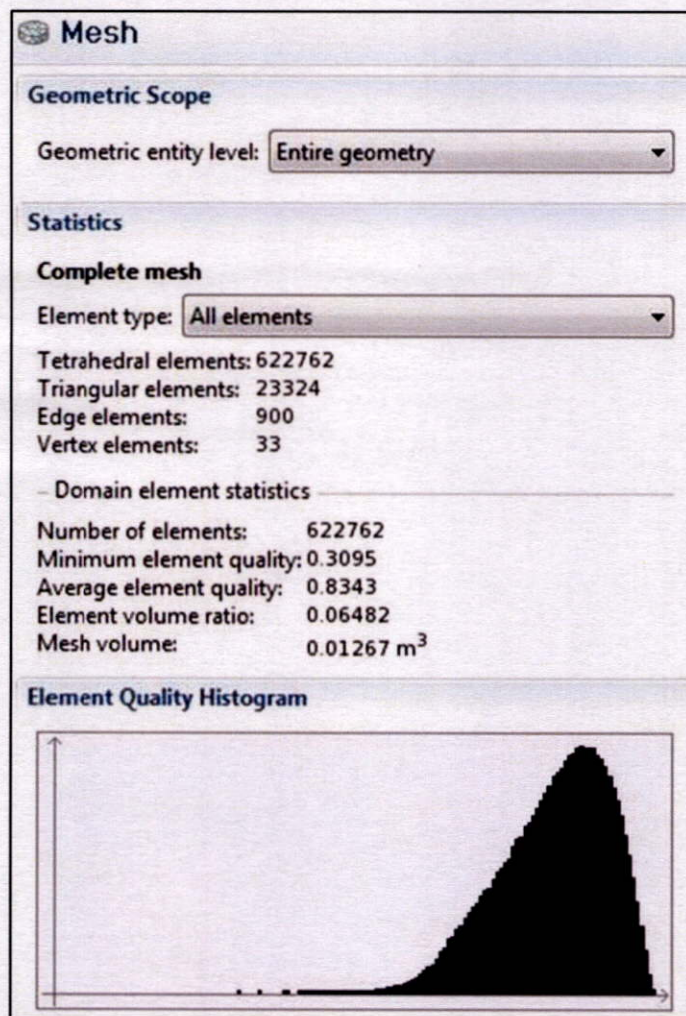 Mesh
Geometric Scope
Geometric entity level: Entire geometry
Statistics
Complete mesh
Element type: All elements
Tetrahedral elements: 622762
Triangular elements: 23324
Edge elements: 900
Vertex elements: 33
Domain element statistics
Number of elements: 622762
Minimum element quality: 0.3095
Average element quality: 0.8343
Element volume ratio: 0.06482
Mesh volume: 0.01267 m³
Element Quality Histogram